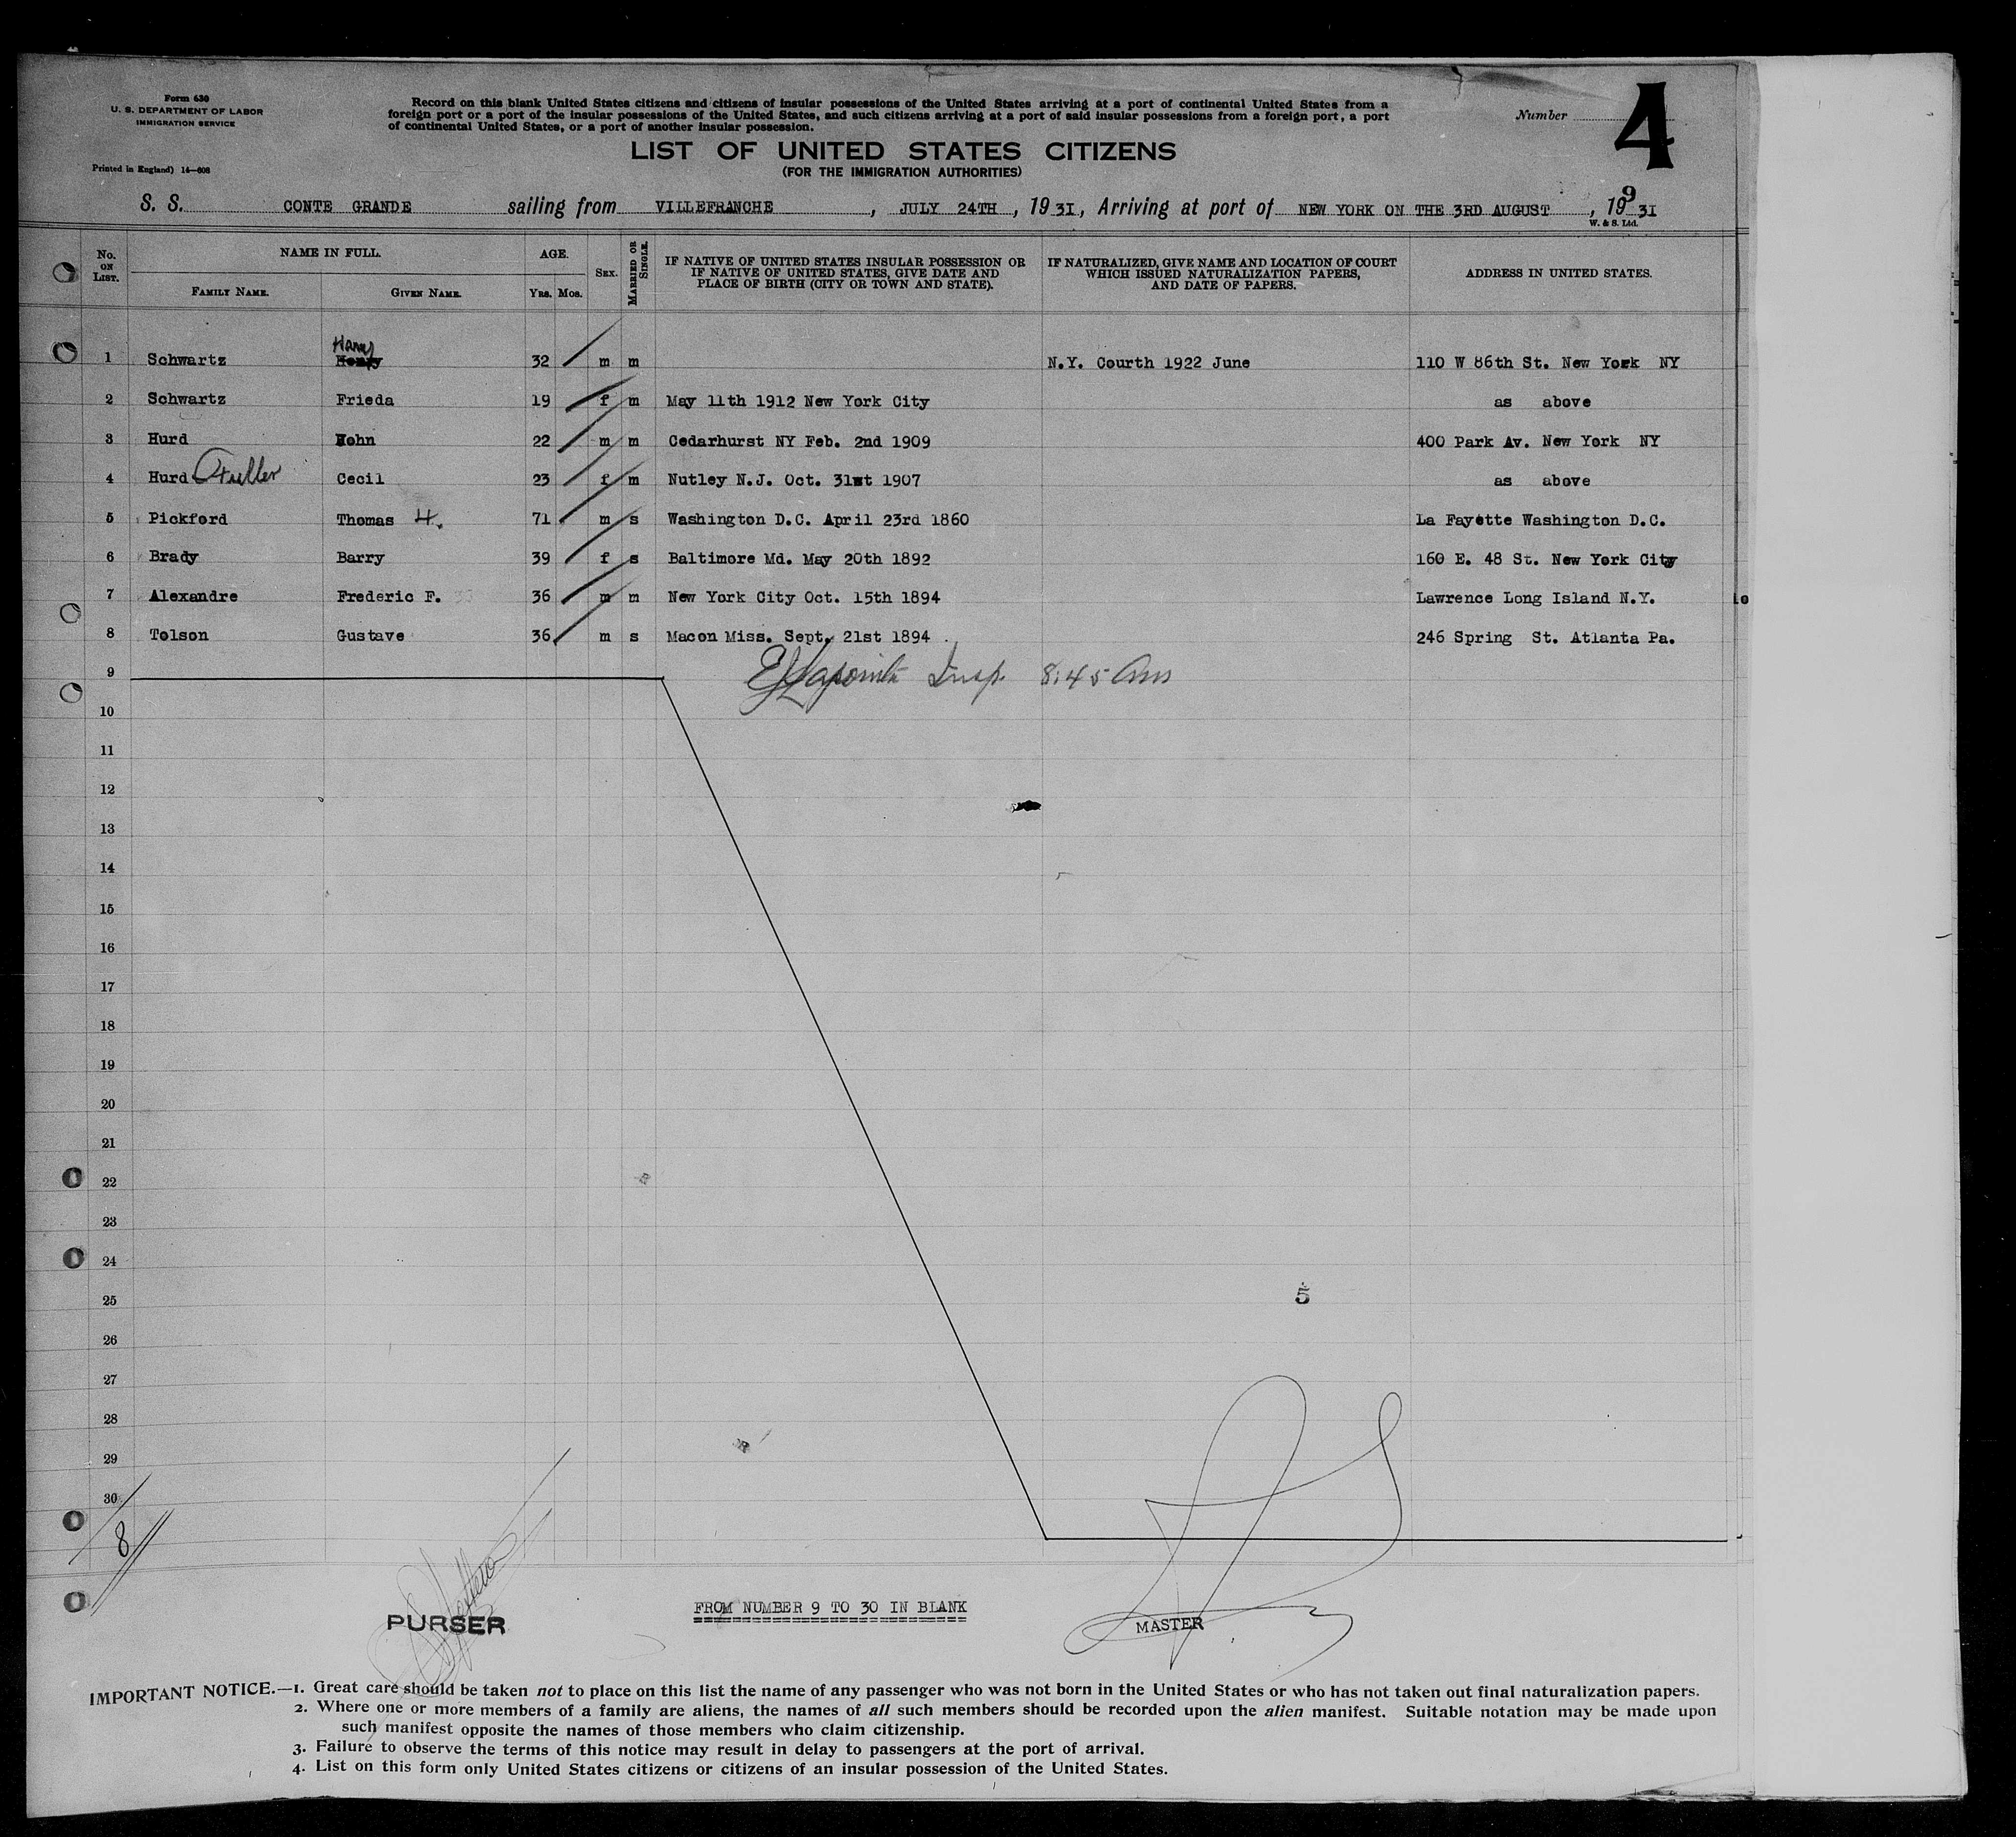 Form 630
U. S. DEPARTMENT OF LABOR
IMMIGRATION SERVICE
Printed in England) 14—608
Record on this blank United States citizens and citizens of insular possessions of the United States arriving at a port of continental United States from a
foreign port or a port of the insular possessions of the United States, and such citizens arriving at a port of said insular possessions from a foreign port, a port
of continental United States, or a port of another insular possession.
Number 4
LIST OF UNITED STATES CITIZENS
(FOR THE IMMIGRATION AUTHORITIES)
S. S. CONTE GRANDE sailing from VILLEFRANCHE , JULY 24TH , 19 31, Arriving at port of NEW YORK ON THE 3RD AUGUST , 19 31
9
W. & S. Ltd.
No. ON LIST. NAME IN FULL. FAMILY NAME. GIVEN NAME. AGE. YRS. MOS. SEX. MARRIED OR SINGLE. IF NATIVE OF UNITED STATES INSULAR POSSESSION OR IF NATIVE OF UNITED STATES, GIVE DATE AND PLACE OF BIRTH (CITY OR TOWN AND STATE). IF NATURALIZED, GIVE NAME AND LOCATION OF COURT WHICH ISSUED NATURALIZATION PAPERS, AND DATE OF PAPERS. ADDRESS IN UNITED STATES.
Harry
1 Schwartz Henry 32 m m N.Y. Courth 1922 June 110 W 86th St. New York NY
2 Schwartz Frieda 19 f m May 11th 1912 New York City as above
3 Hurd John 22 m m Cedarhurst NY Feb. 2nd 1909 400 Park Av. New York NY
4 Hurd Fuller Cecil 23 f m Nutley N.J. Oct. 31st 1907 as above
5 Pickford Thomas H. 71 m s Washington D.C. April 23rd 1860 La Fayette Washington D.C.
6 Brady Barry 39 f s Baltimore Md. May 20th 1892 160 E. 48 St. New York City
7 Alexandre Frederic F. 36 m m New York City Oct. 15th 1894 Lawrence Long Island N.Y.
8 Tolson Gustave 36 m s Macon Miss. Sept. 21st 1894 246 Spring St. Atlanta Pa.
9 Insp. 8:45 Am
10
11
12
13
14
15
16
17
18
19
20
21
22
23
24
25
5
26
27
28
29
30
8
PURSER FROM NUMBER 9 TO 30 IN BLANK MASTER
IMPORTANT NOTICE.—1. Great care should be taken not to place on this list the name of any passenger who was not born in the United States or who has not taken out final naturalization papers.
2. Where one or more members of a family are aliens, the names of all such members should be recorded upon the alien manifest. Suitable notation may be made upon
such manifest opposite the names of those members who claim citizenship.
3. Failure to observe the terms of this notice may result in delay to passengers at the port of arrival.
4. List on this form only United States citizens or citizens of an insular possession of the United States.